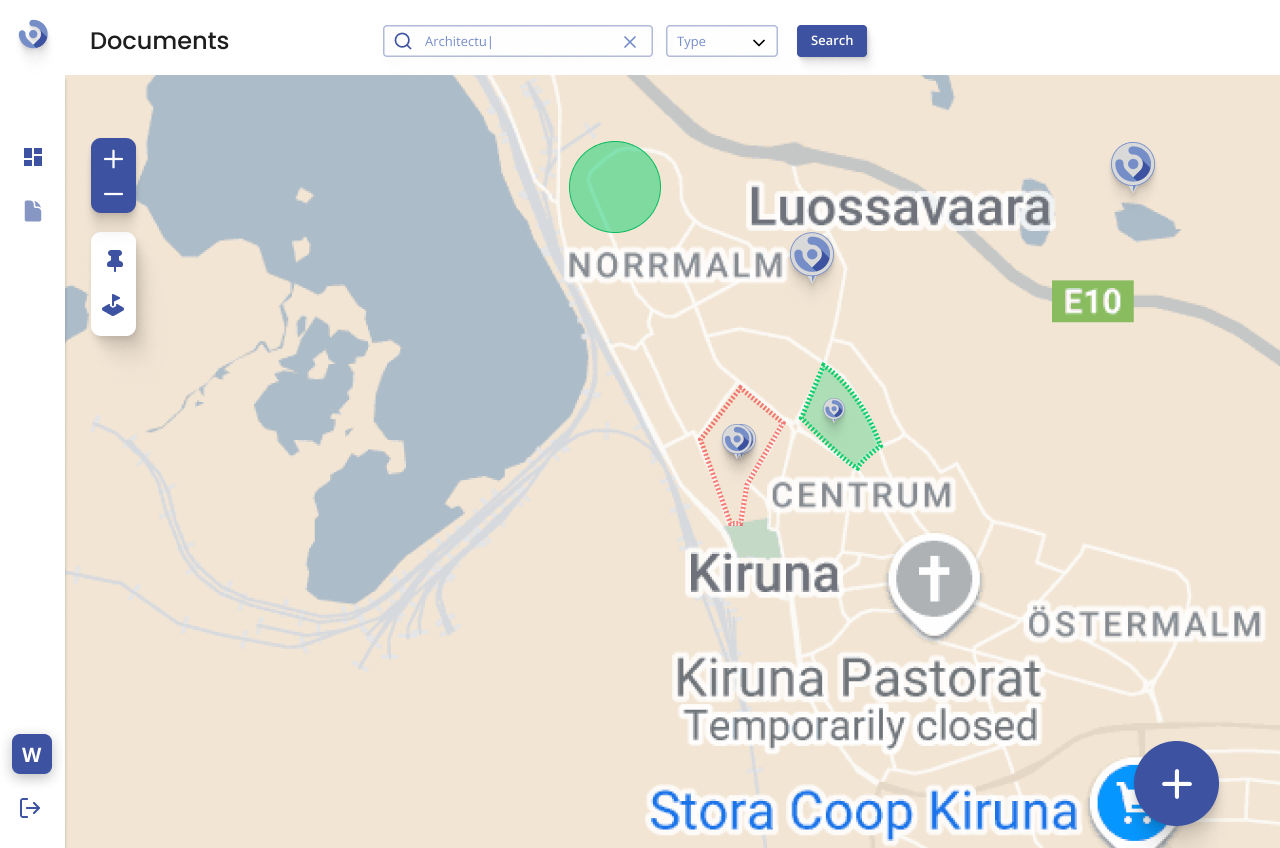 Documents
Architectu
Type
Search
Luossavaara
NORRMALM
E10
CENTRUM
Kiruna
ÖSTERMALM
Kiruna Pastorat
Temporarily closed
W
Stora Coop Kiruna